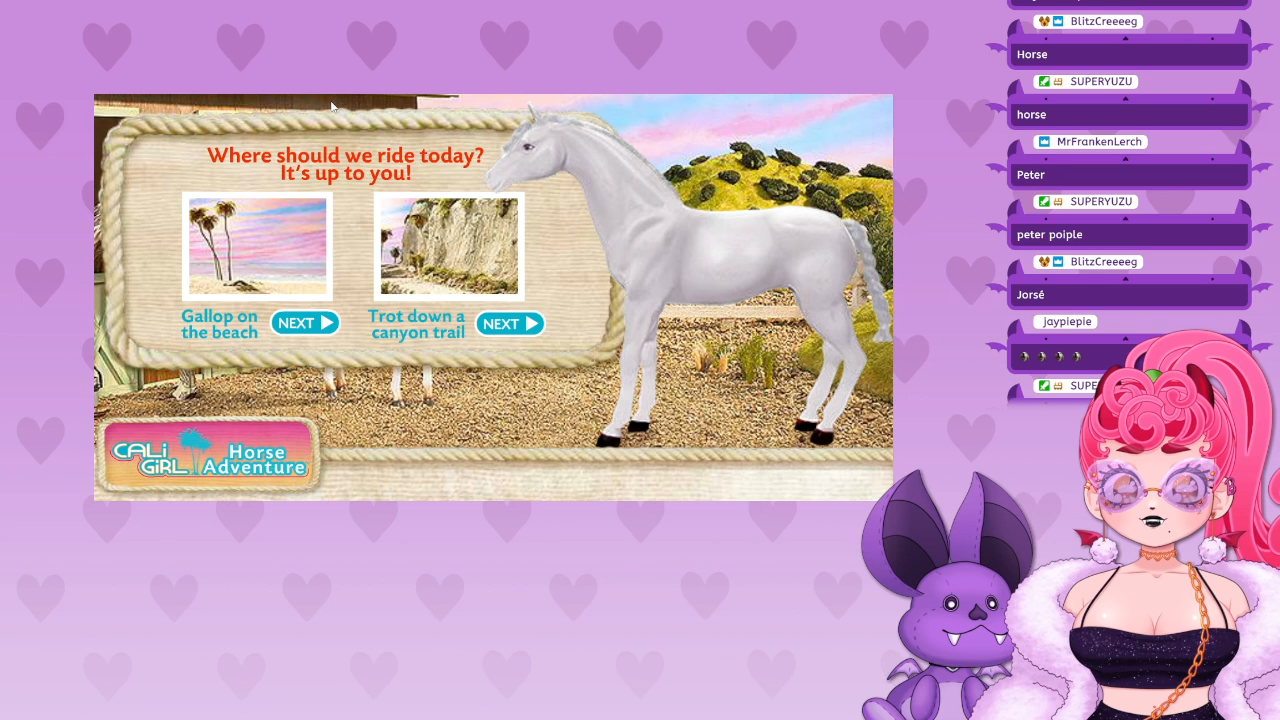 Where should we ride today?
It's up to you!
Gallop on
the beach
NEXT
Trot down a
canyon trail
NEXT
CALi
GiRL
Horse
Adventure
BlitzCreeeeg
Horse
SUPERYUZU
horse
MrFrankenLerch
Peter
SUPERYUZU
peter poiple
BlitzCreeeeg
Jorsé
jaypiepie
SUPE